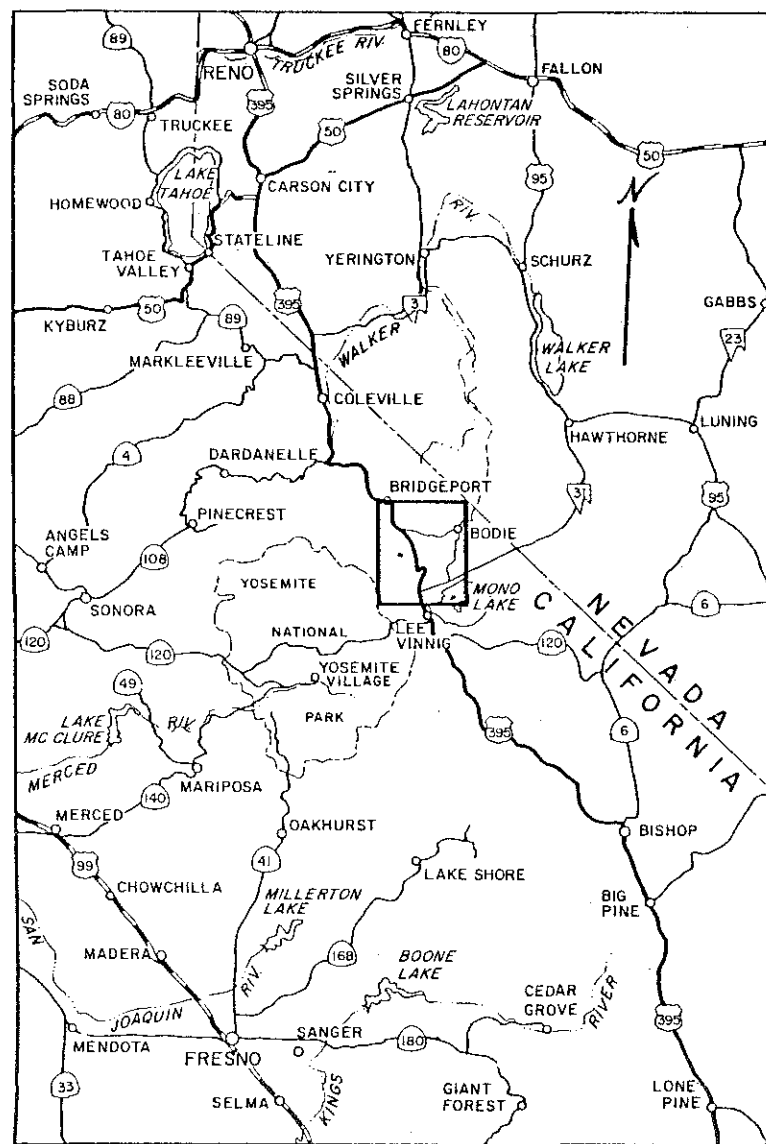 FERNLEY
89
TRUCKEE RIV.
80
RENO
SODA
SPRINGS
80
TRUCKEE
395
SILVER
SPRINGS
FALLON
LAHONTAN
RESERVOIR
50
50
LAKE
TAHOE
CARSON CITY
95
N
HOMEWOOD
RIV.
STATELINE
TAHOE
VALLEY
YERINGTON
SCHURZ
395
3
GABBS
50
KYBURZ
89
WALKER
23
MARKLEEVILLE
WALKER
LAKE
88
COLEVILLE
HAWTHORNE
LUNING
4
DARDANELLE
BRIDGEPORT
31
95
PINECREST
BODIE
ANGELS
CAMP
108
YOSEMITE
MONO
LAKE
SONORA
NEVADA
6
120
120
NATIONAL
LEE
VINNIG
120
CALIFORNIA
49
YOSEMITE
VILLAGE
LAKE
MC CLURE
RIV.
PARK
6
MERCED
395
MARIPOSA
140
MERCED
OAKHURST
BISHOP
99
41
LAKE SHORE
CHOWCHILLA
MILLERTON
LAKE
BIG
PINE
SAN
MADERA
168
BOONE
LAKE
RIV.
CEDAR
GROVE
RIVER
JOAQUIN
MENDOTA
SANGER
180
395
FRESNO
33
KINGS
GIANT
FOREST
LONE
PINE
SELMA